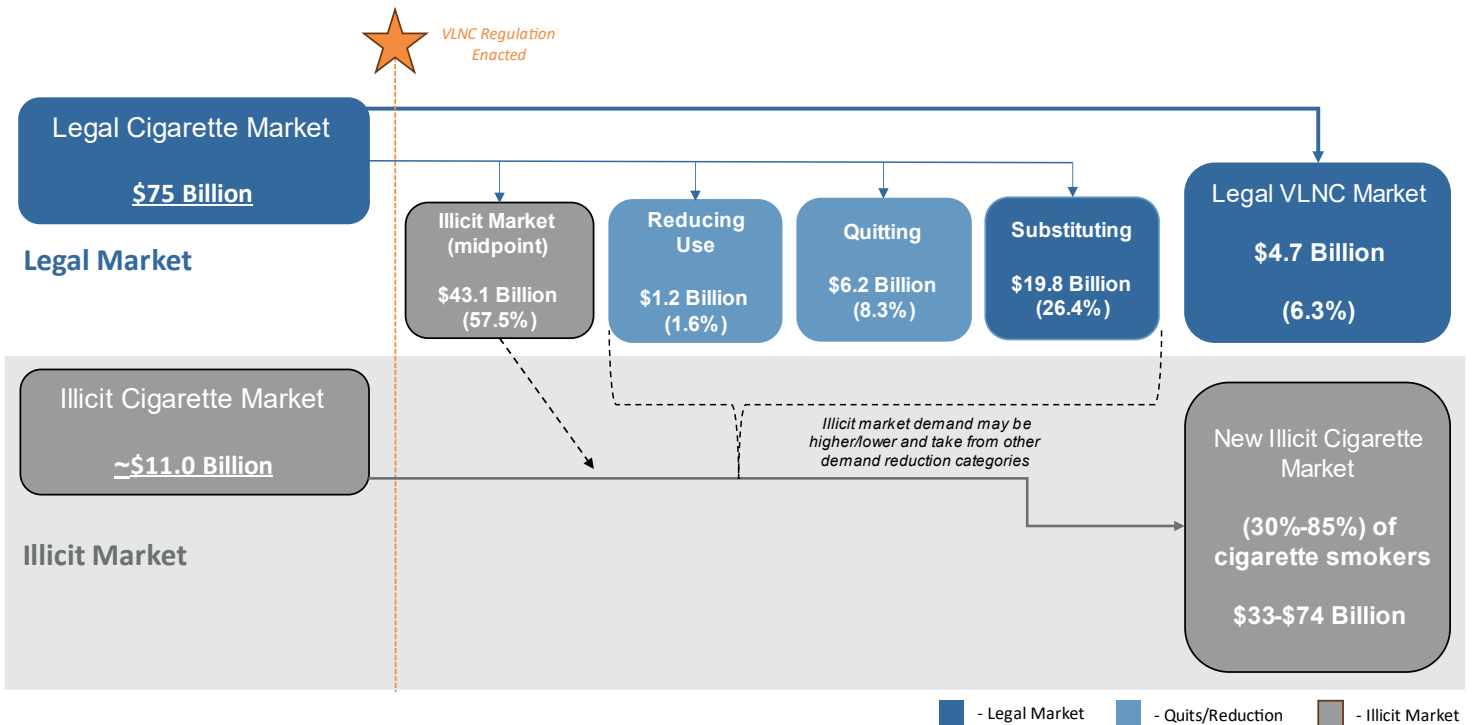 VLNC Regulation
Enacted
Legal Cigarette Market
$75 Billion
Legal Market
Illicit Market
(midpoint)
$43.1 Billion
(57.5%)
Reducing
Use
$1.2 Billion
(1.6%)
Quitting
$6.2 Billion
(8.3%)
Substituting
$19.8 Billion
(26.4%)
Legal VLNC Market
$4.7 Billion
(6.3%)
Illicit Cigarette Market
~$11.0 Billion
Illicit Market
Illicit market demand may be
higher/lower and take from other
demand reduction categories
New Illicit Cigarette
Market
(30%-85%) of
cigarette smokers
$33-$74 Billion
- Legal Market
- Quits/Reduction
- Illicit Market